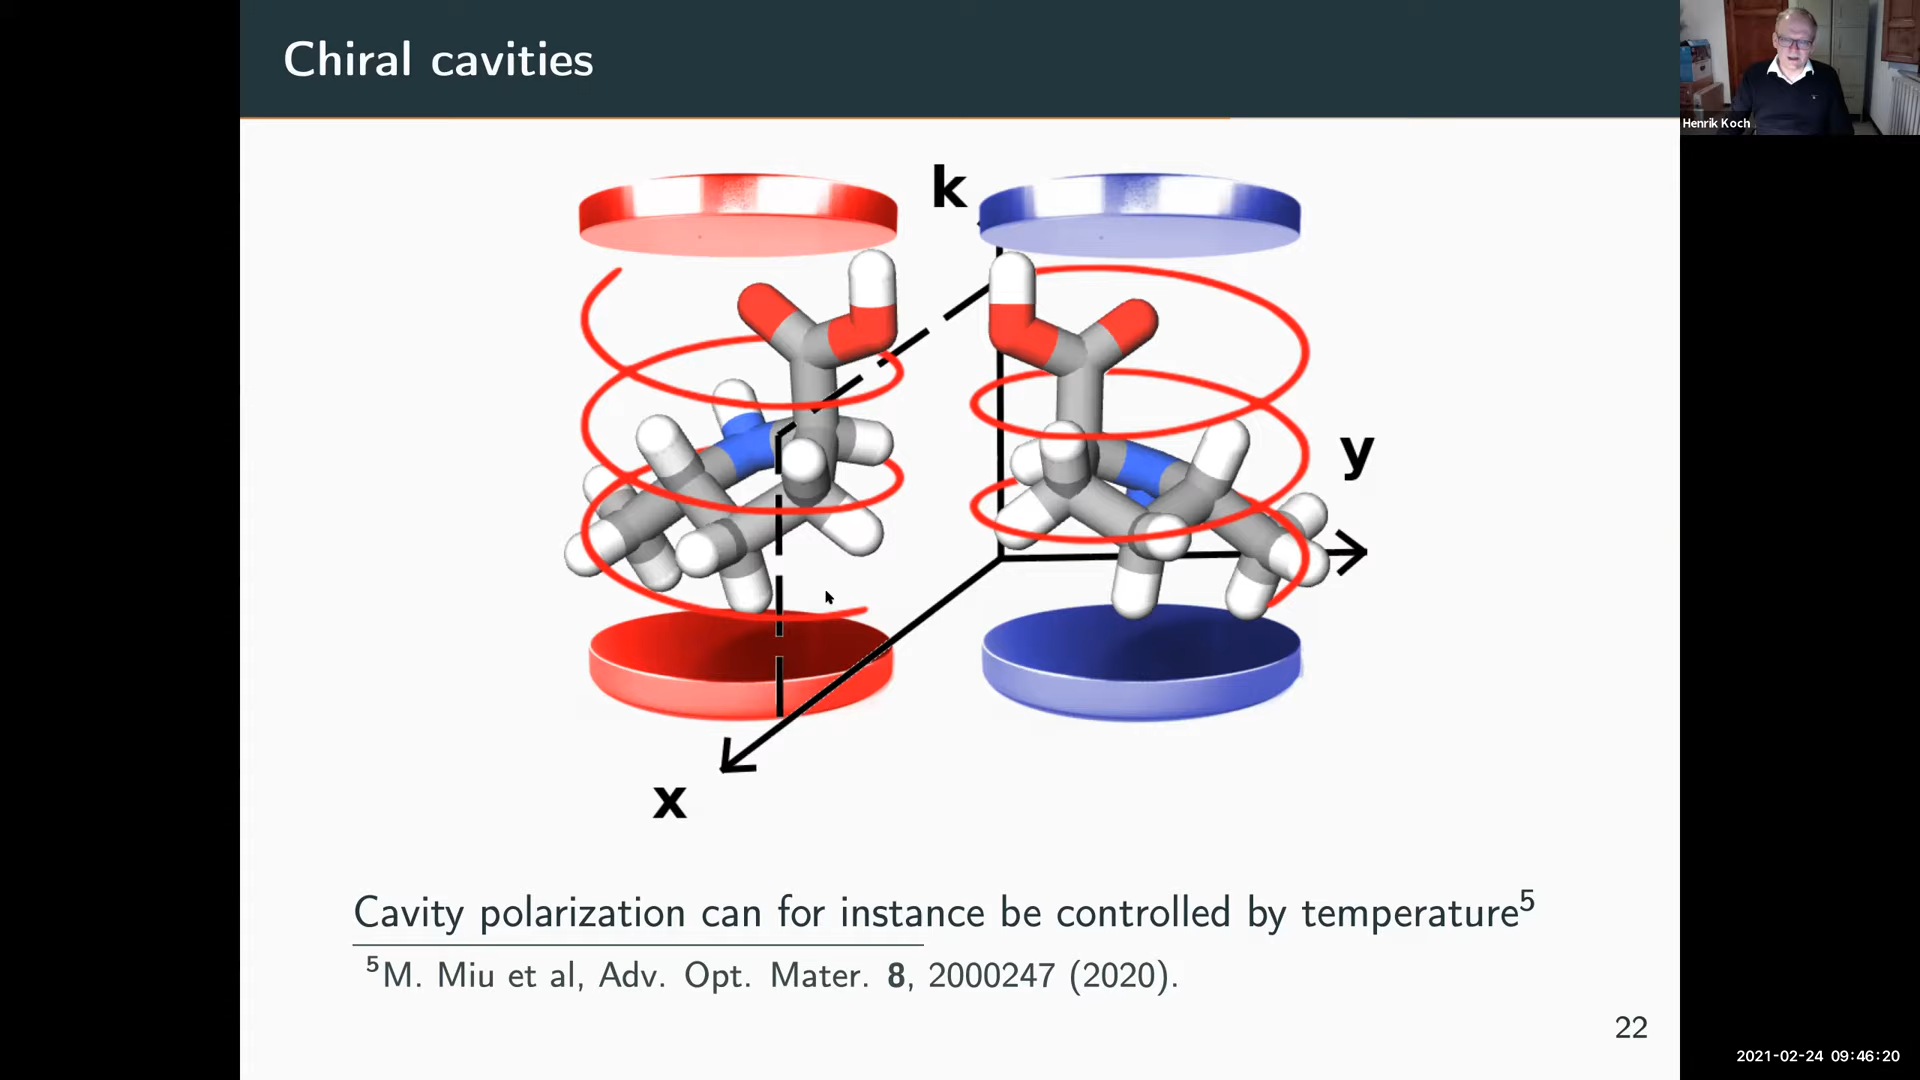 Chiral cavities
Henrik Koch
k
y
x
Cavity polarization can for instance be controlled by temperature⁵
⁵M. Miu et al, Adv. Opt. Mater. 8, 2000247 (2020).
22
2021-02-24 09:46:20